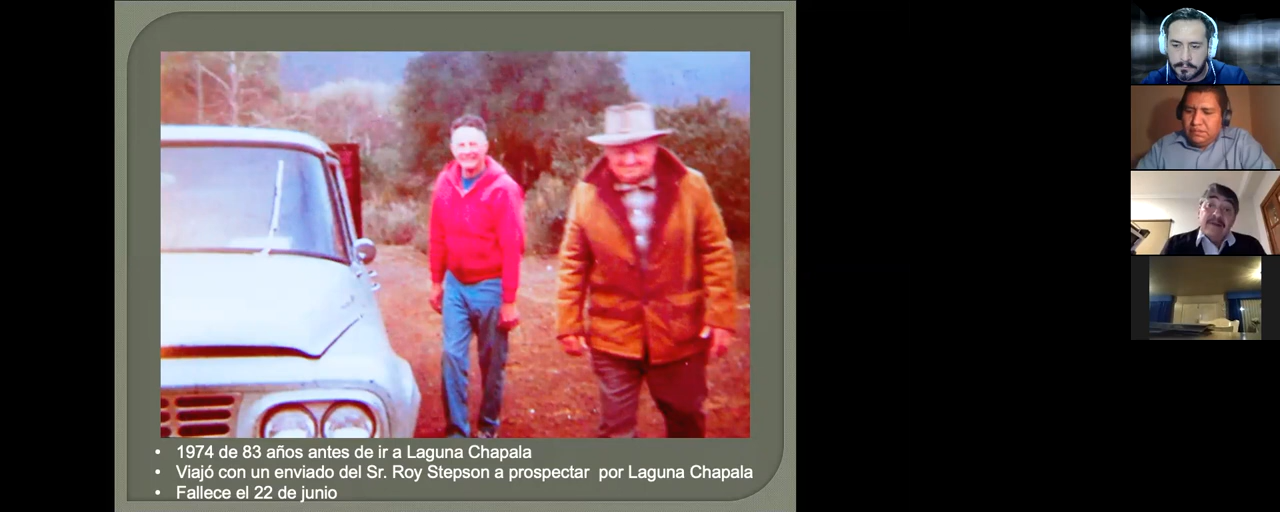 • 1974 de 83 años antes de ir a Laguna Chapala
• Viajó con un enviado del Sr. Roy Stepson a prospectar  por Laguna Chapala
• Fallece el 22 de junio